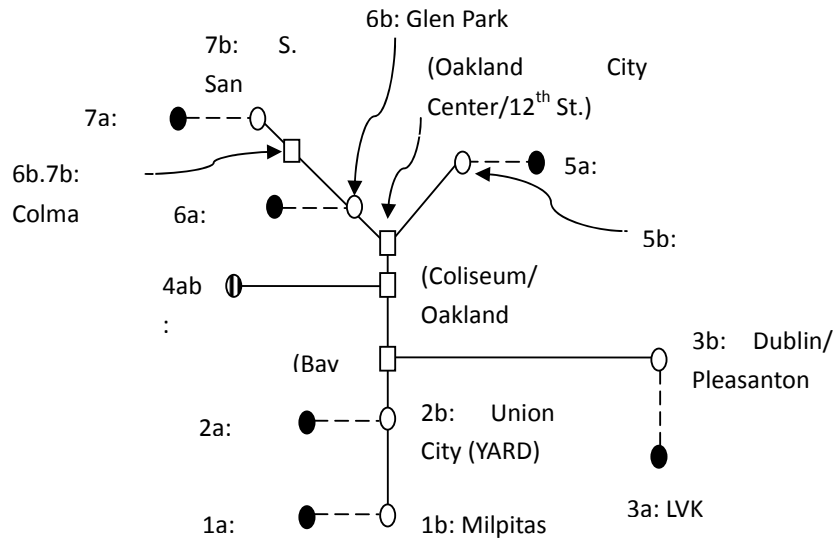 6b: Glen Park
7b: S.
San
(Oakland City
Center/12th St.)
7a:
5a:
6b.7b:
Colma
6a:
5b:
4ab
:
(Coliseum/
Oakland
(Bay
3b: Dublin/
Pleasanton
2a:
2b: Union
City (YARD)
3a: LVK
1a:
1b: Milpitas